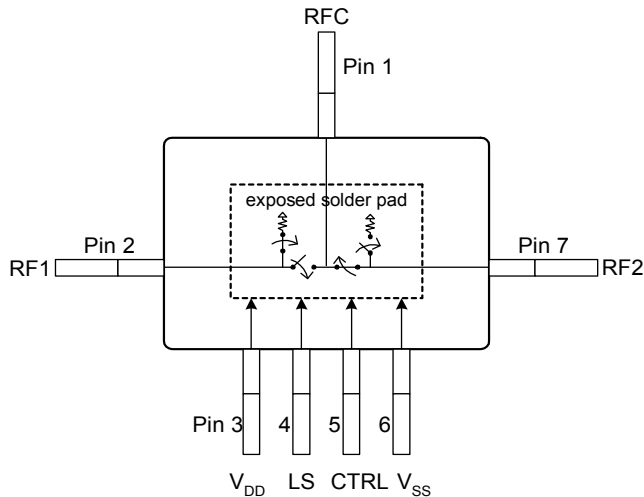 RFC
Pin 1
exposed solder pad
Pin 2
Pin 7
RF1
RF2
Pin 3 4 5 6
VDD LS CTRL VSS